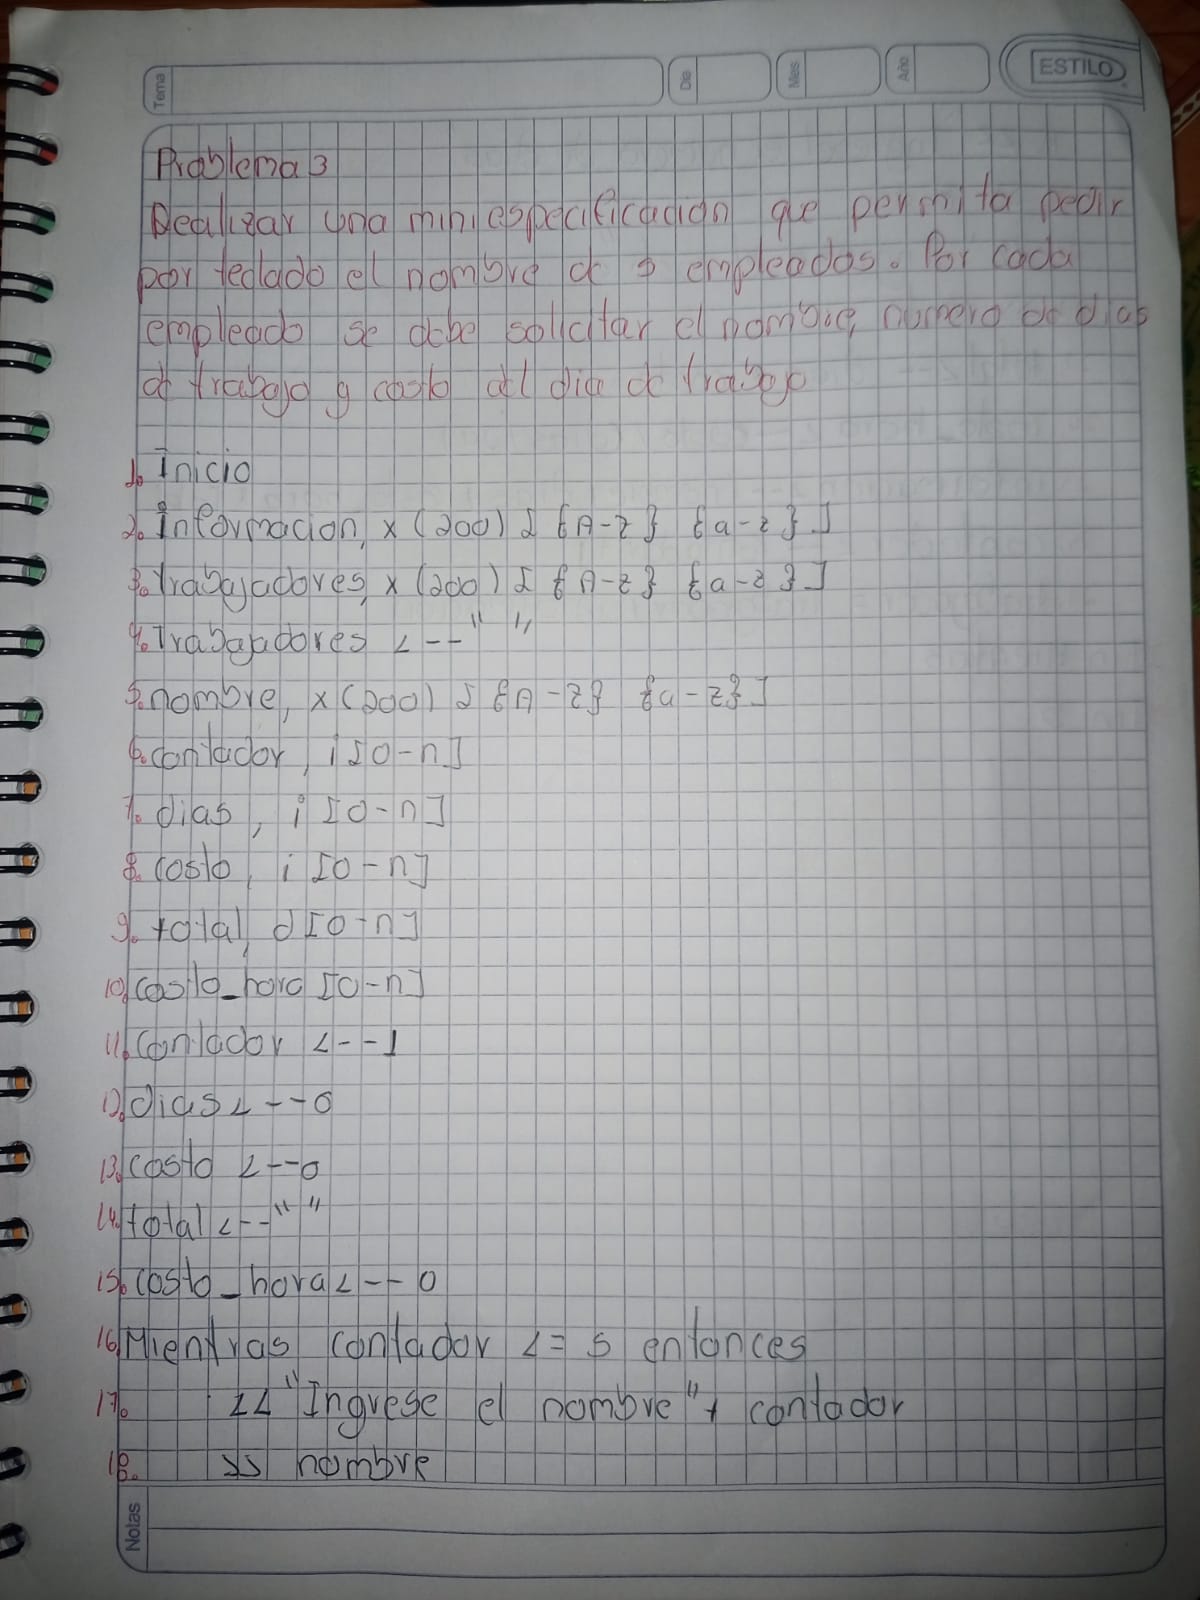 Tema
Dia
Mes
Año
ESTILO
Problema 3
Realizar una miniespecificacion que permita pedir
por teclado el nombre de 5 empleados. Por cada
empleado se debe solicitar el nombre, numero de dias
de trabajo y costo del dia de trabajo
1. Inicio
2. Informacion, x (200) [ {A-Z} {a-z} ]
3. trabajadores, x (200) [ {A-Z} {a-z} ]
4. Trabajadores <-- " "
5. nombre, x (200) [ {A-Z} {a-z} ]
6. contador, i [0-n]
7. dias, i [0-n]
8. costo, i [0-n]
9. total, d [0-n]
10. costo_hora [0-n]
11. contador <-- 1
12. dias <-- 0
13. costo <-- 0
14. total <-- " "
15. costo_hora <-- 0
16. Mientras contador <= 5 entonces
17. << "Ingrese el nombre" + contador
18. >> nombre
Notas